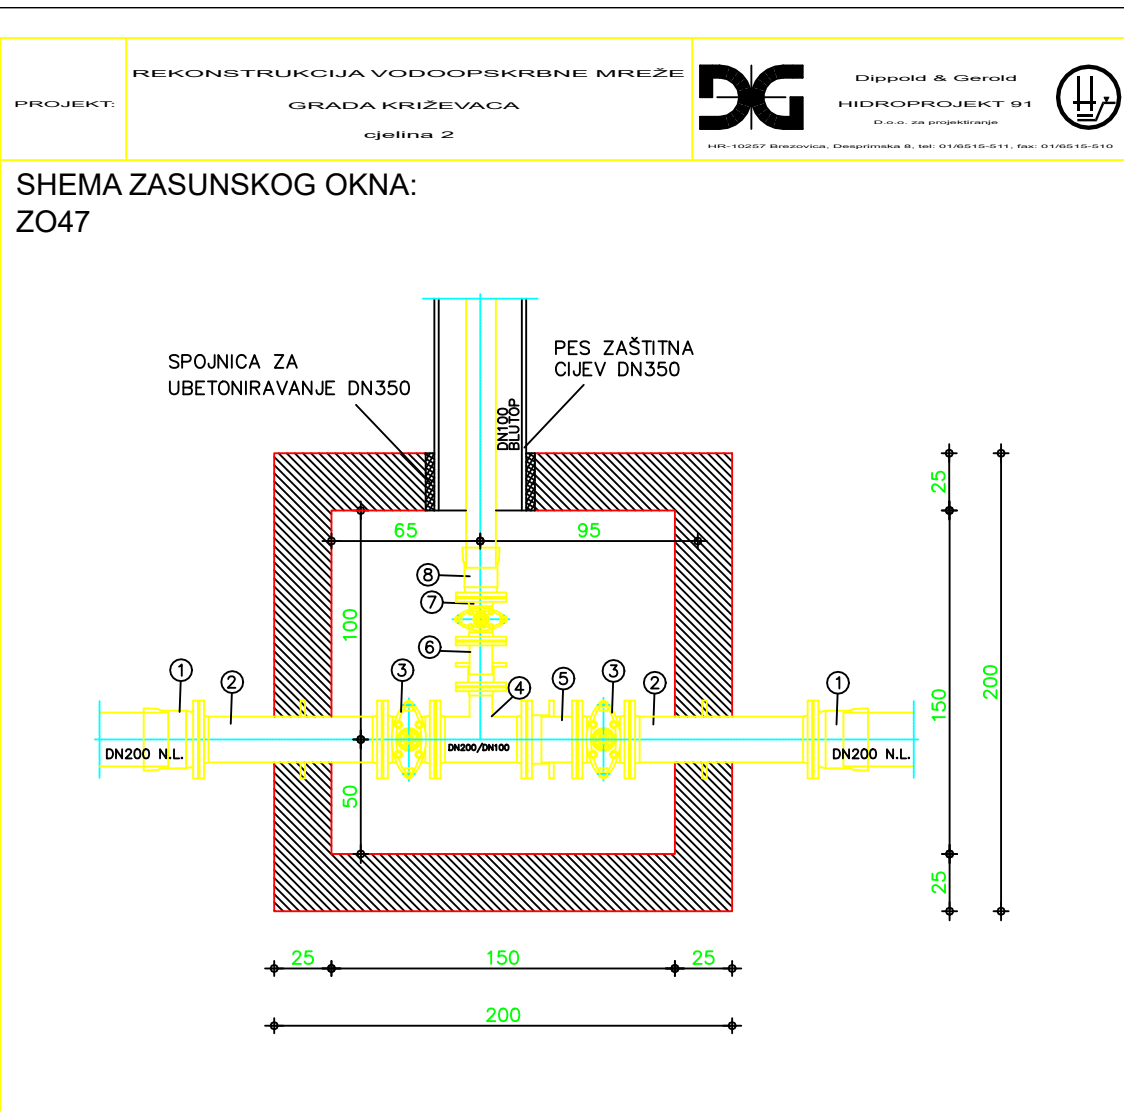 PROJEKT:
REKONSTRUKCIJA VODOOPSKRBNE MREŽE
GRADA KRIŽEVACA
cjelina 2
DG
Dippold & Gerold
HIDROPROJEKT 91
D.o.o. za projektiranje
HR-10257 Brezovica, Desprimska 8, tel: 01/6515-511, fax: 01/6515-510
SHEMA ZASUNSKOG OKNA:
ZO47
SPOJNICA ZA
UBETONIRAVANJE DN350
PES ZAŠTITNA
CIJEV DN350
DN100
BLUTOP
65
95
25
8
7
100
6
1
2
3
4
5
3
2
1
150
200
DN200 N.L.
DN200/DN100
DN200 N.L.
50
25
25
150
25
200